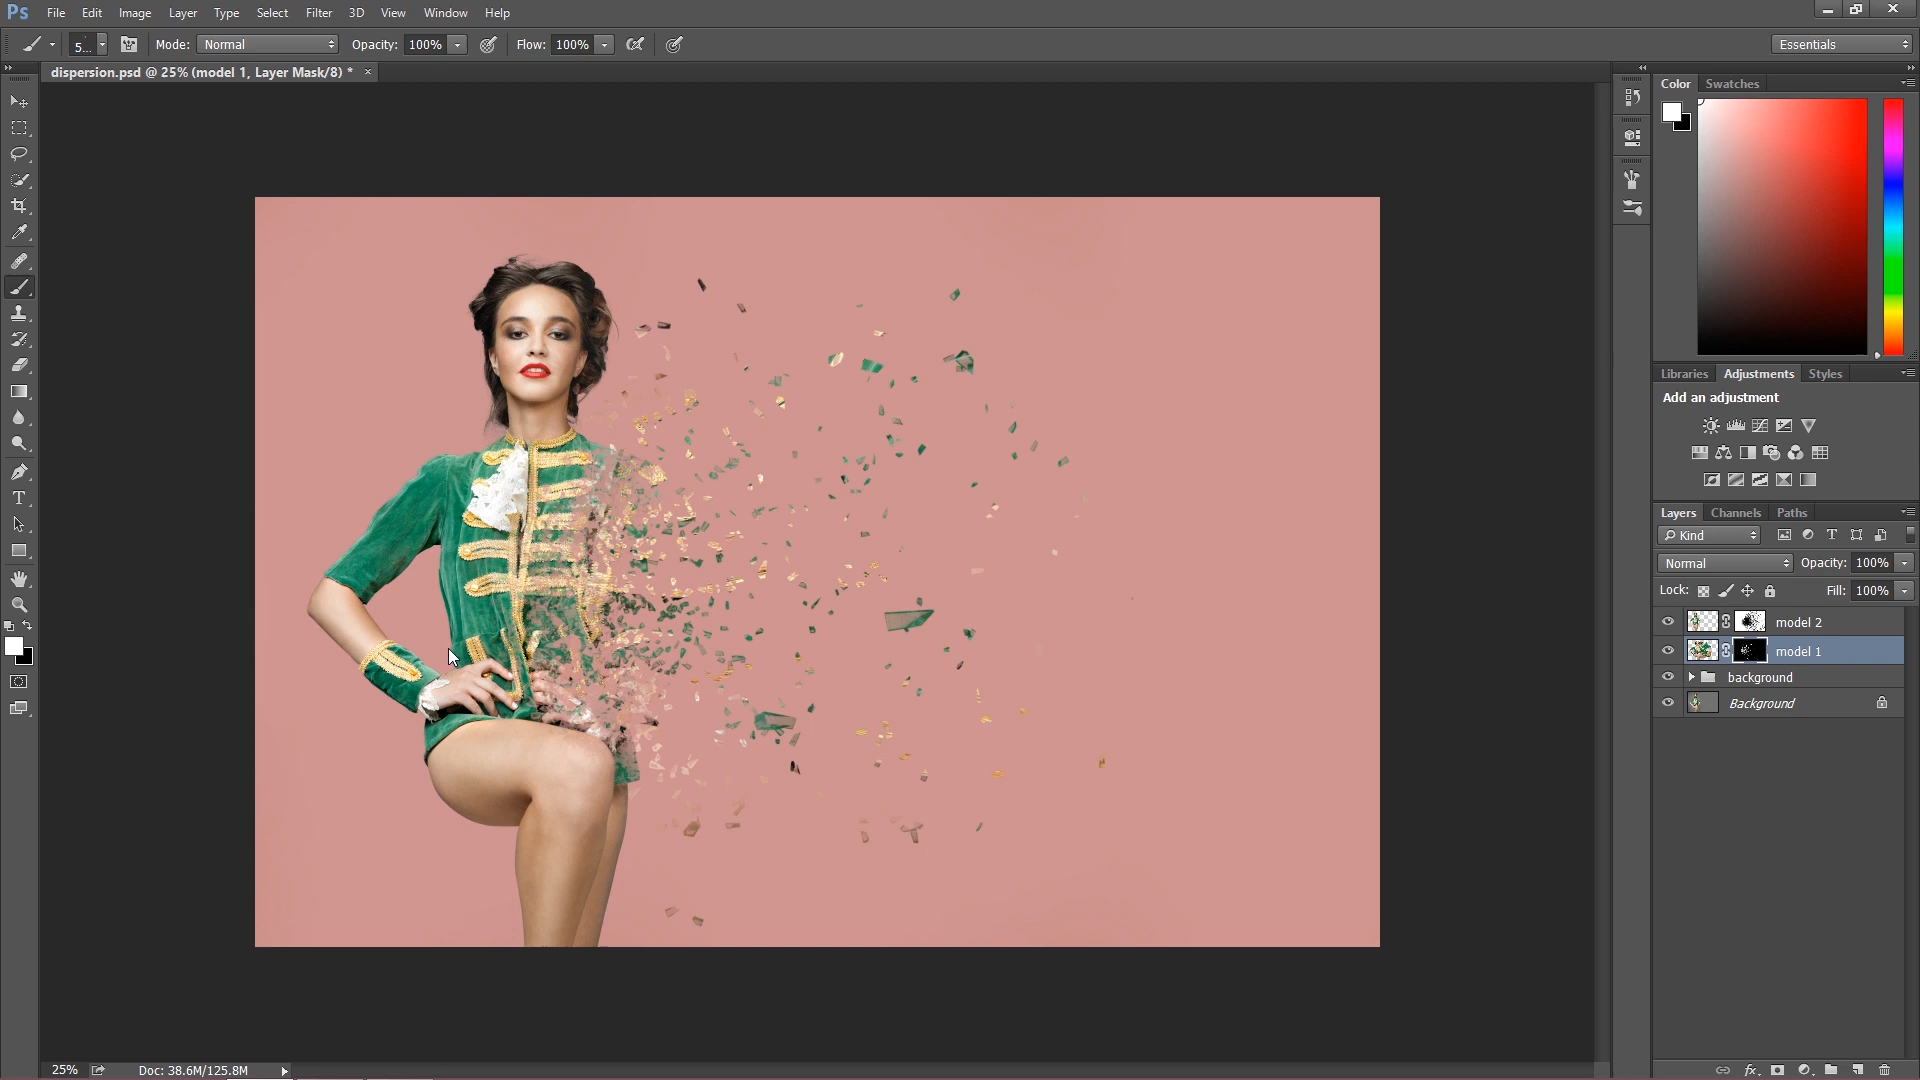 Ps File Edit Image Layer Type Select Filter 3D View Window Help
5... Mode: Normal Opacity: 100% Flow: 100% Essentials
dispersion.psd @ 25% (model 1, Layer Mask/8) * ×
Color Swatches
Libraries Adjustments Styles
Add an adjustment
Layers Channels Paths
Kind
Normal Opacity: 100%
Lock: Fill: 100%
model 2
model 1
background
Background
25% Doc: 38.6M/125.8M